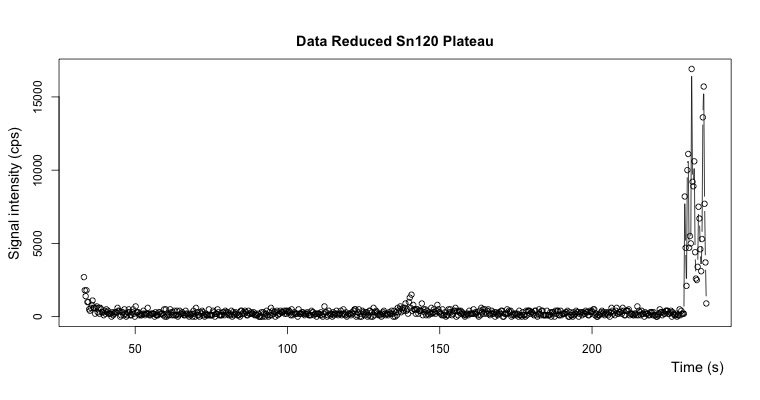 Data Reduced Sn120 Plateau
Signal intensity (cps)
15000
10000
5000
0
50 100 150 200
Time (s)